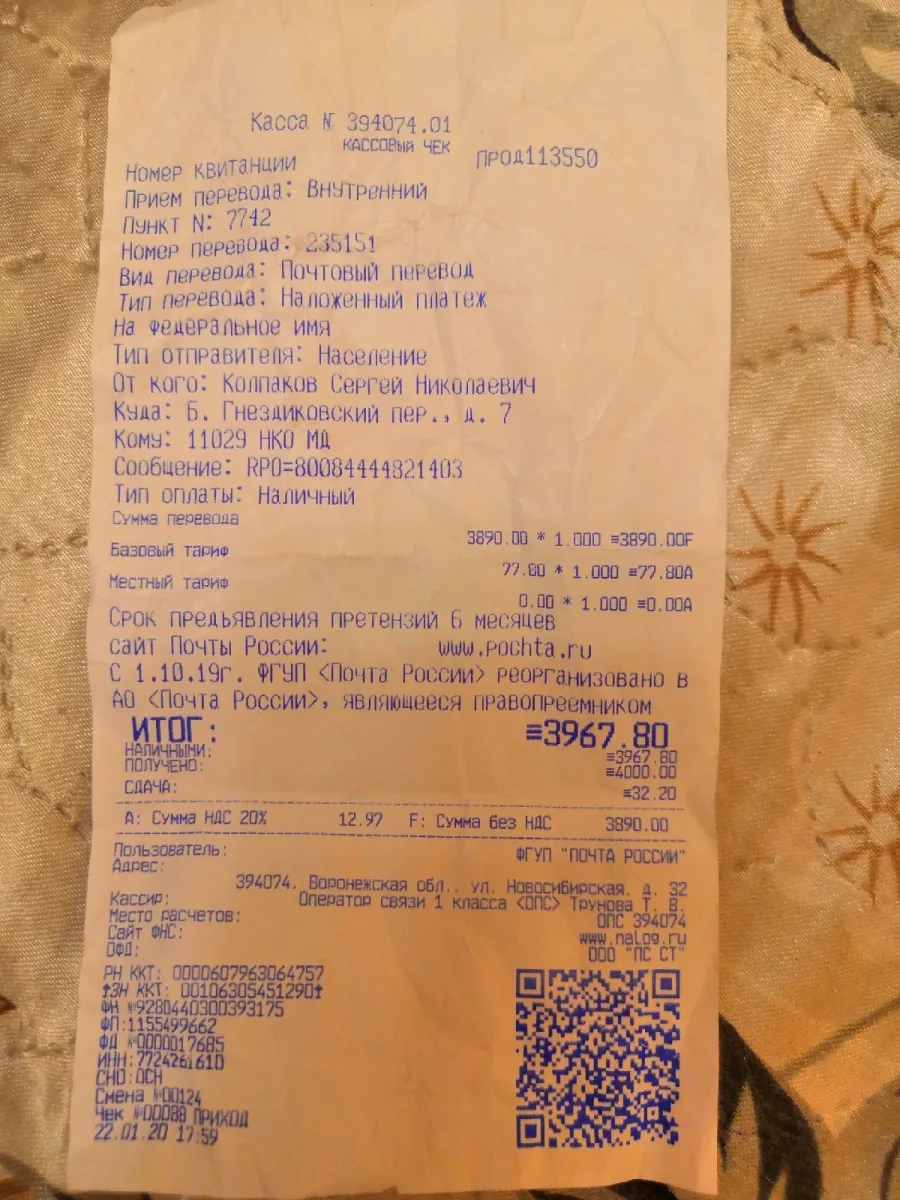 Касса № 394074.01
КАССОВЫЙ ЧЕК
Номер квитанции ПРОД113550
Прием перевода: Внутренний
Пункт N: 7742
Номер перевода: 235151
Вид перевода: Почтовый перевод
Тип перевода: Наложенный платеж
На федеральное имя
Тип отправителя: Население
От кого: Колпаков Сергей Николаевич
Куда: Б. Гнездиковский пер., д. 7
Кому: 11029 НКО МД
Сообщение: RPO=80084444821403
Тип оплаты: Наличный
Сумма перевода
3890.00 * 1.000 ≡3890.00F
Базовый тариф
77.80 * 1.000 ≡77.80A
Местный тариф
0.00 * 1.000 ≡0.00A
Срок предъявления претензий 6 месяцев
сайт Почты России: www.pochta.ru
С 1.10.19г. ФГУП <Почта России> реорганизовано в
АО <Почта России>, являющееся правопреемником
ИТОГ: ≡3967.80
НАЛИЧНЫМИ: ≡3967.80
ПОЛУЧЕНО: ≡4000.00
СДАЧА: ≡32.20
A: Сумма НДС 20% 12.97 F: Сумма без НДС 3890.00
Пользователь: ФГУП "ПОЧТА РОССИИ"
Адрес:
394074, Воронежская обл., ул. Новосибирская, д. 32
Кассир: Оператор связи 1 класса <ОПС> Трунова Т. В.
Место расчетов: ОПС 394074
Сайт ФНС: www.nalog.ru
ОФД: ООО "ПС СТ"
РН ККТ: 0000607963064757
↑ЗН ККТ: 00106305451290↑
ФН №9280440300393175
ФП:1155499662
ФД №0000017685
ИНН:7724261610
СНО:ОСН
Смена №00124
Чек №00088 ПРИХОД
22.01.20 17:59